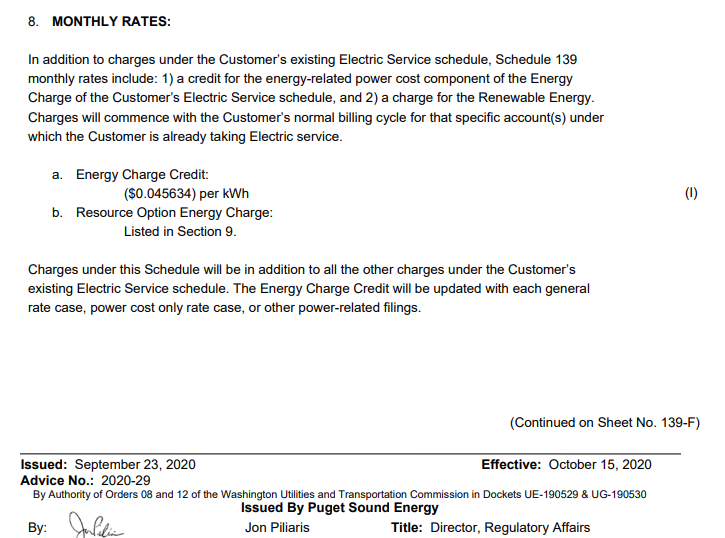 8. MONTHLY RATES:
In addition to charges under the Customer's existing Electric Service schedule, Schedule 139
monthly rates include: 1) a credit for the energy-related power cost component of the Energy
Charge of the Customer's Electric Service schedule, and 2) a charge for the Renewable Energy.
Charges will commence with the Customer's normal billing cycle for that specific account(s) under
which the Customer is already taking Electric service.
a. Energy Charge Credit:
($0.045634) per kWh (I)
b. Resource Option Energy Charge:
Listed in Section 9.
Charges under this Schedule will be in addition to all the other charges under the Customer's
existing Electric Service schedule. The Energy Charge Credit will be updated with each general
rate case, power cost only rate case, or other power-related filings.
(Continued on Sheet No. 139-F)
Issued: September 23, 2020 Effective: October 15, 2020
Advice No.: 2020-29
By Authority of Orders 08 and 12 of the Washington Utilities and Transportation Commission in Dockets UE-190529 & UG-190530
Issued By Puget Sound Energy
By: Jon Piliaris Title: Director, Regulatory Affairs